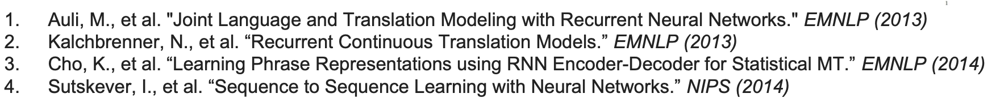 1
1. Auli, M., et al. "Joint Language and Translation Modeling with Recurrent Neural Networks." EMNLP (2013)
2. Kalchbrenner, N., et al. “Recurrent Continuous Translation Models.” EMNLP (2013)
3. Cho, K., et al. “Learning Phrase Representations using RNN Encoder-Decoder for Statistical MT.” EMNLP (2014)
4. Sutskever, I., et al. “Sequence to Sequence Learning with Neural Networks.” NIPS (2014)